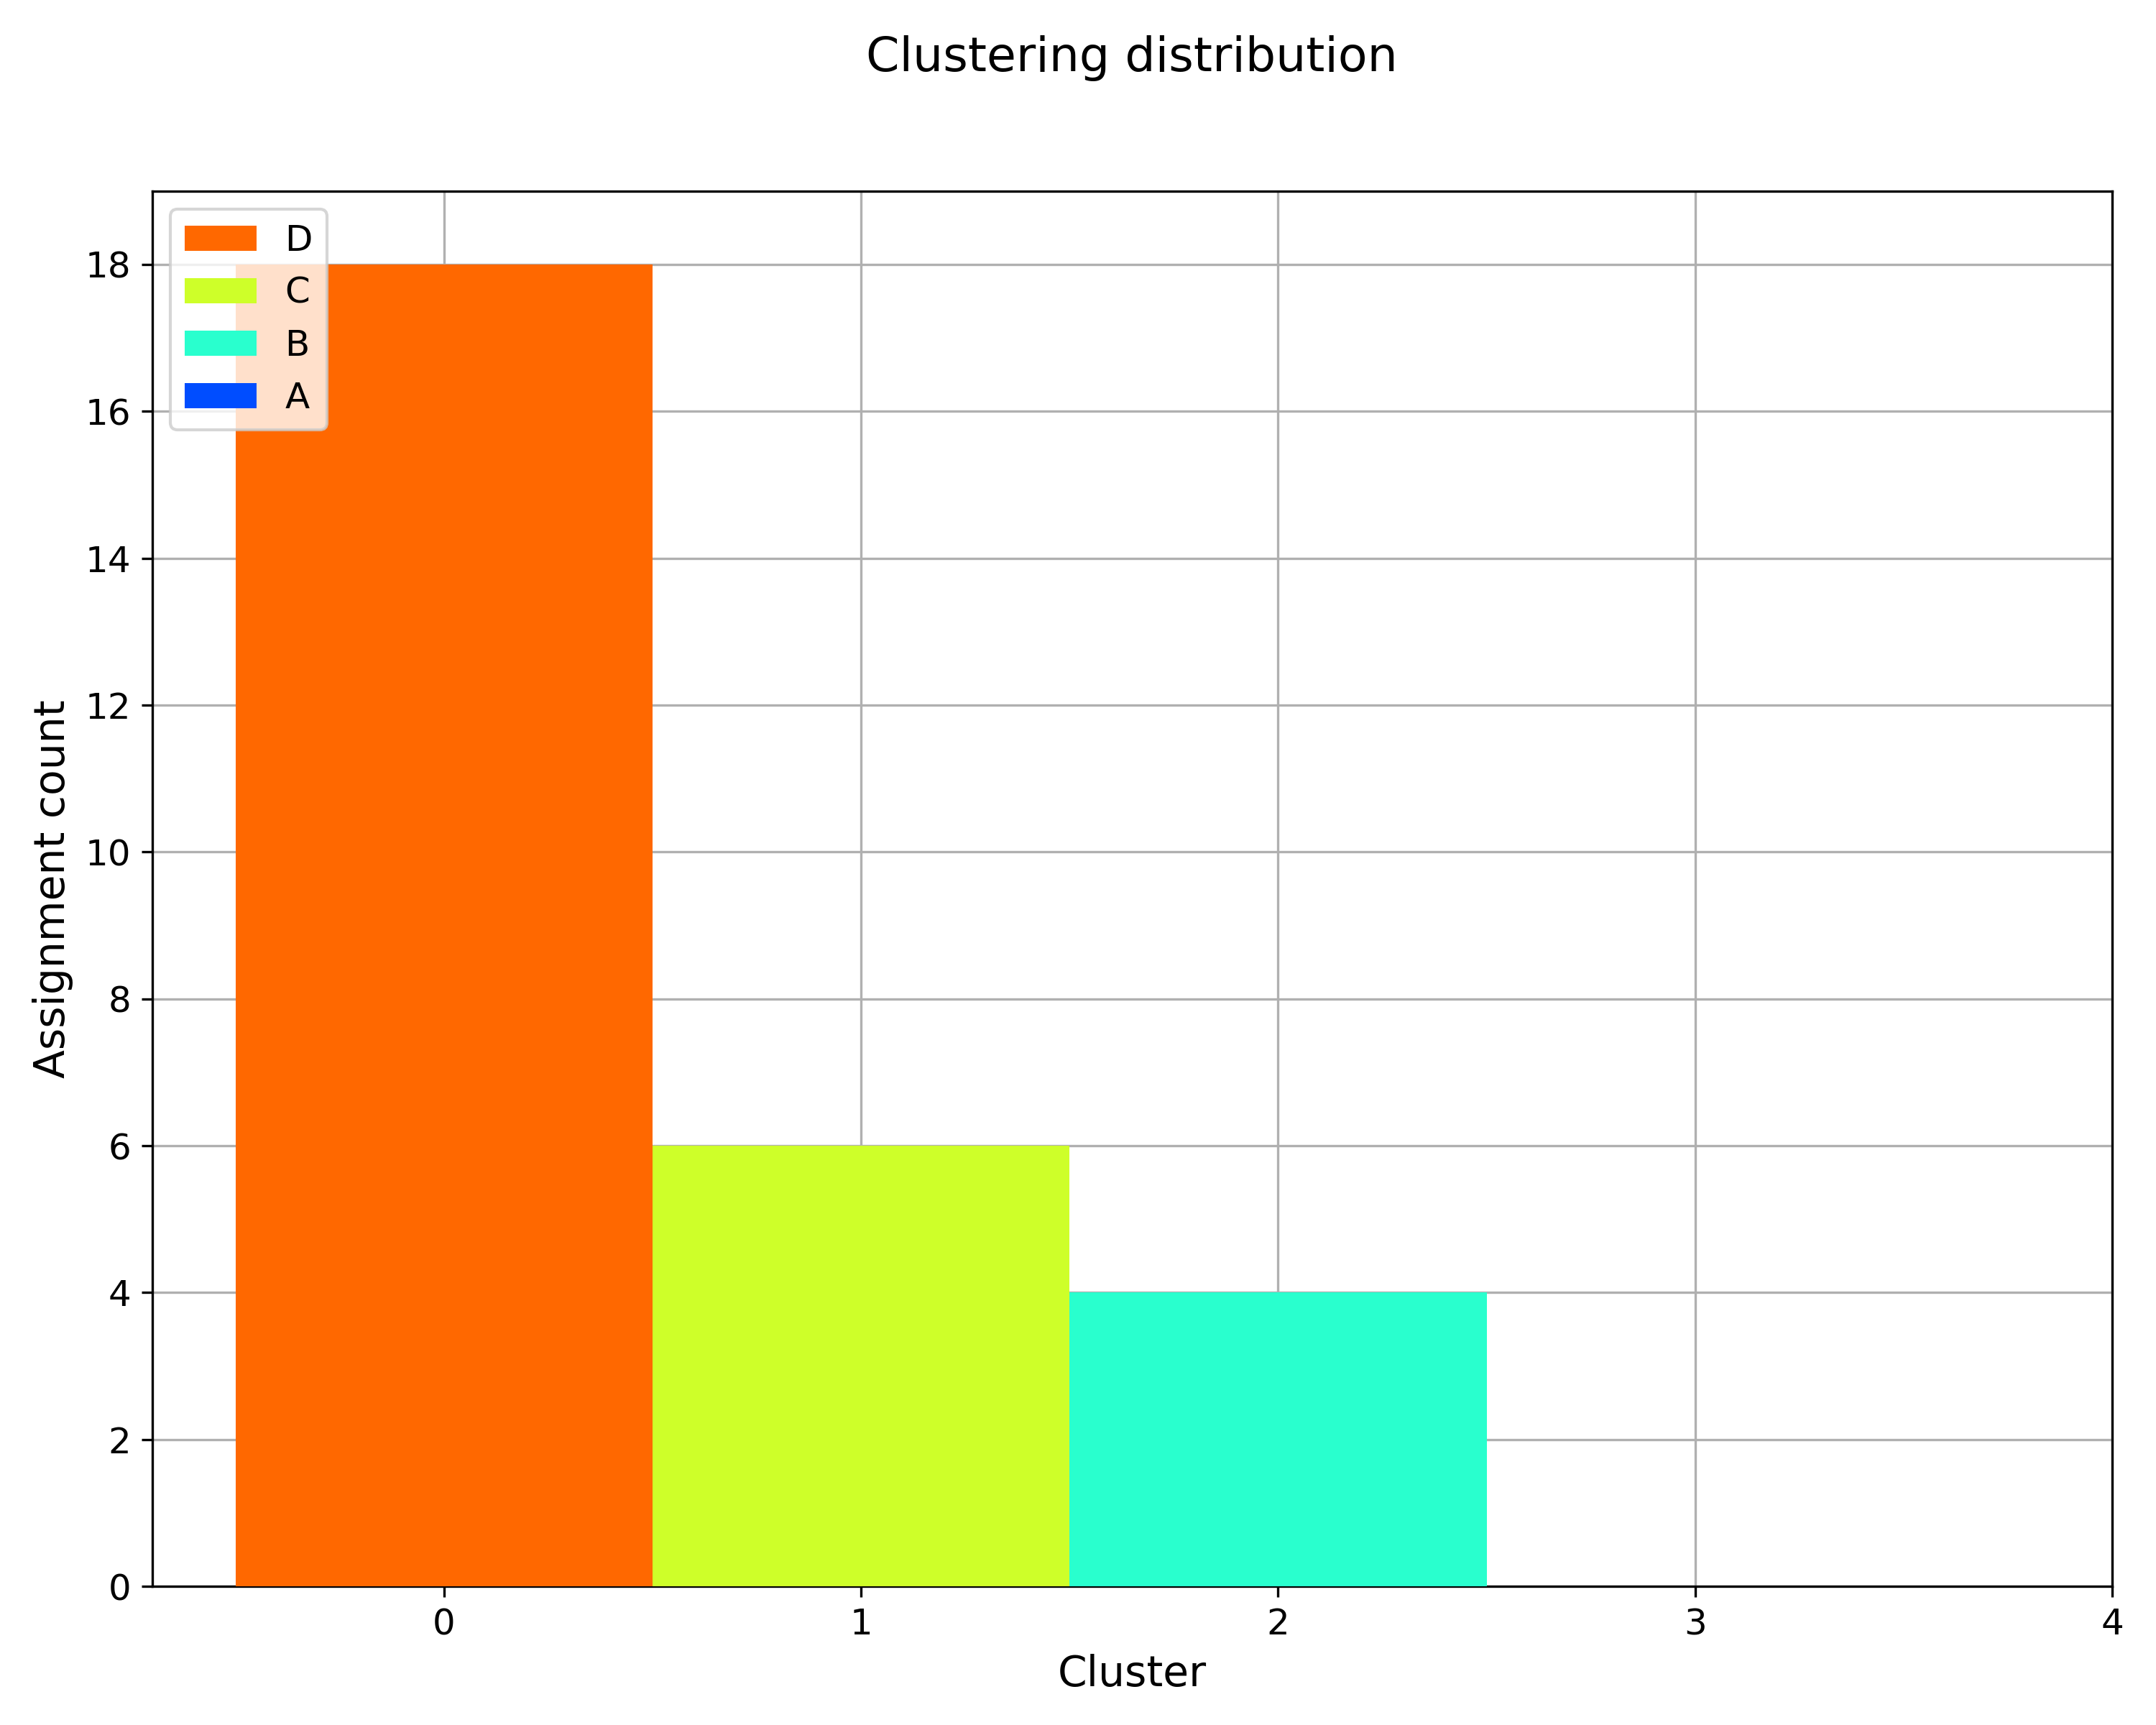 Clustering distribution
D
C
B
A
18
16
14
12
10
8
6
4
2
0
Assignment count
0 1 2 3 4
Cluster